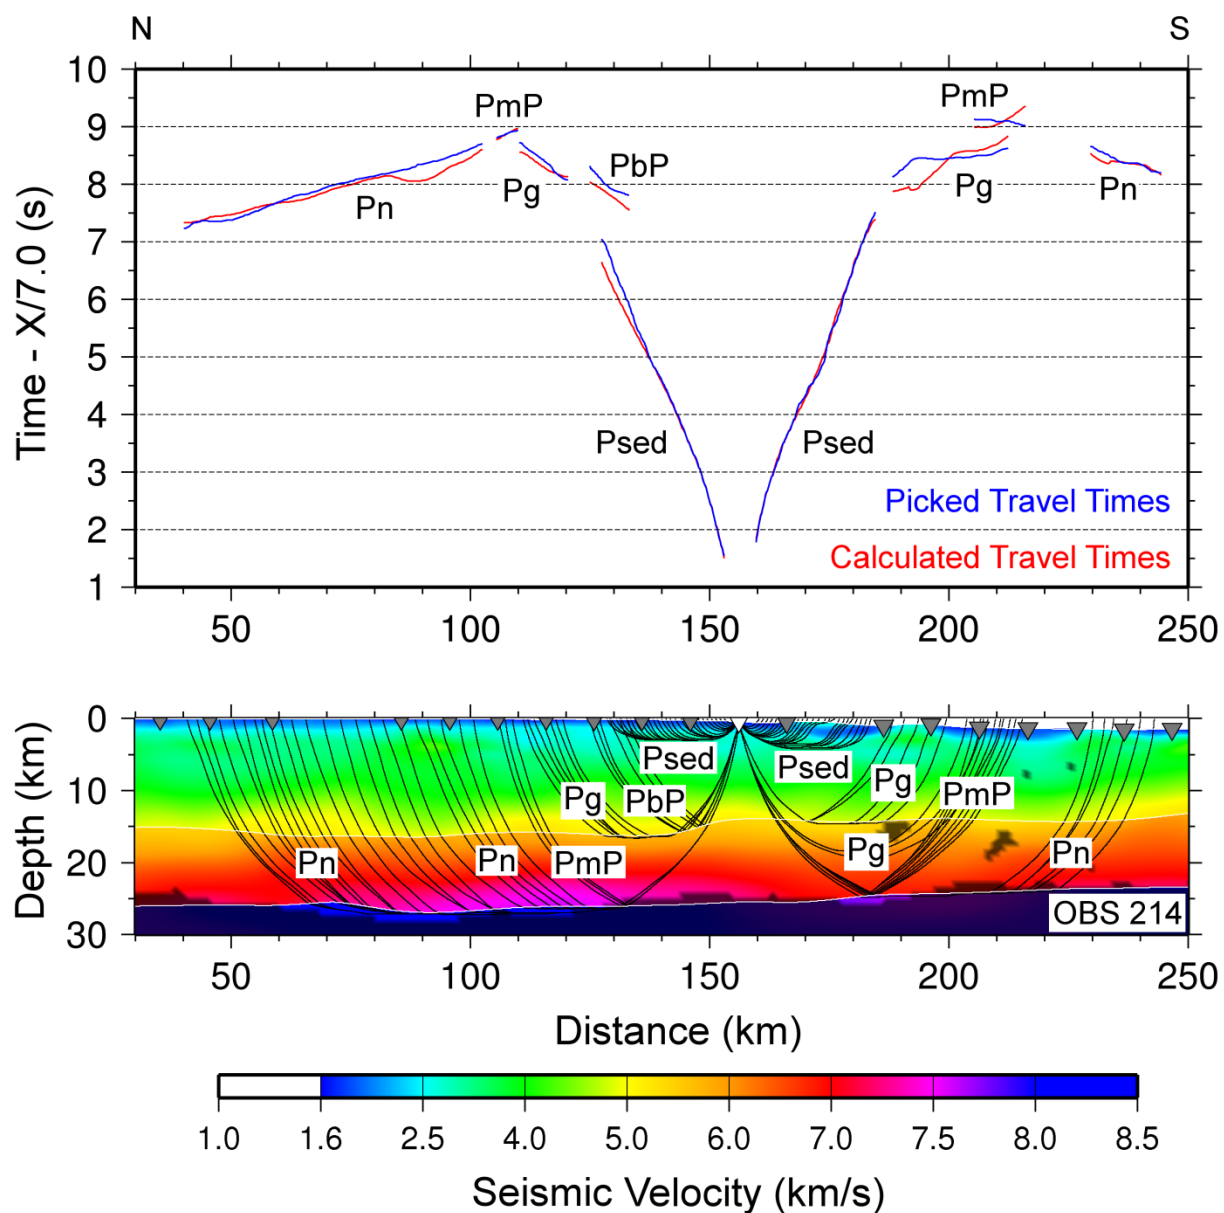 N S
10
9
8
7
6
5
4
3
2
1
Time - X/7.0 (s)
PmP PmP
PbP
Pg Pg
Pn Pn
Psed Psed
Picked Travel Times
Calculated Travel Times
50 100 150 200 250
0
10
20
30
Depth (km)
Psed Psed
Pg PbP Pg PmP
Pn Pn PmP Pg Pn
OBS 214
50 100 150 200 250
Distance (km)
1.0 1.6 2.5 4.0 5.0 6.0 7.0 7.5 8.0 8.5
Seismic Velocity (km/s)